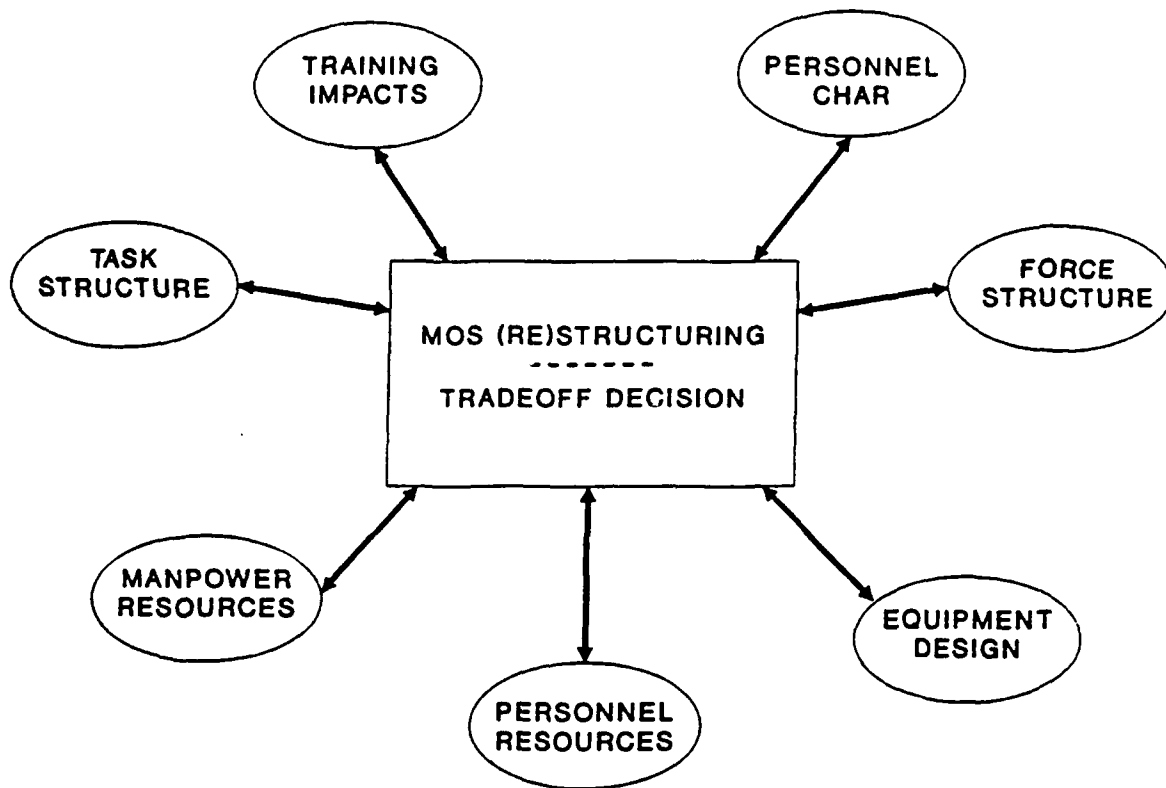 TRAINING
IMPACTS
PERSONNEL
CHAR
TASK
STRUCTURE
FORCE
STRUCTURE
MOS (RE)STRUCTURING
-------
TRADEOFF DECISION
MANPOWER
RESOURCES
EQUIPMENT
DESIGN
PERSONNEL
RESOURCES